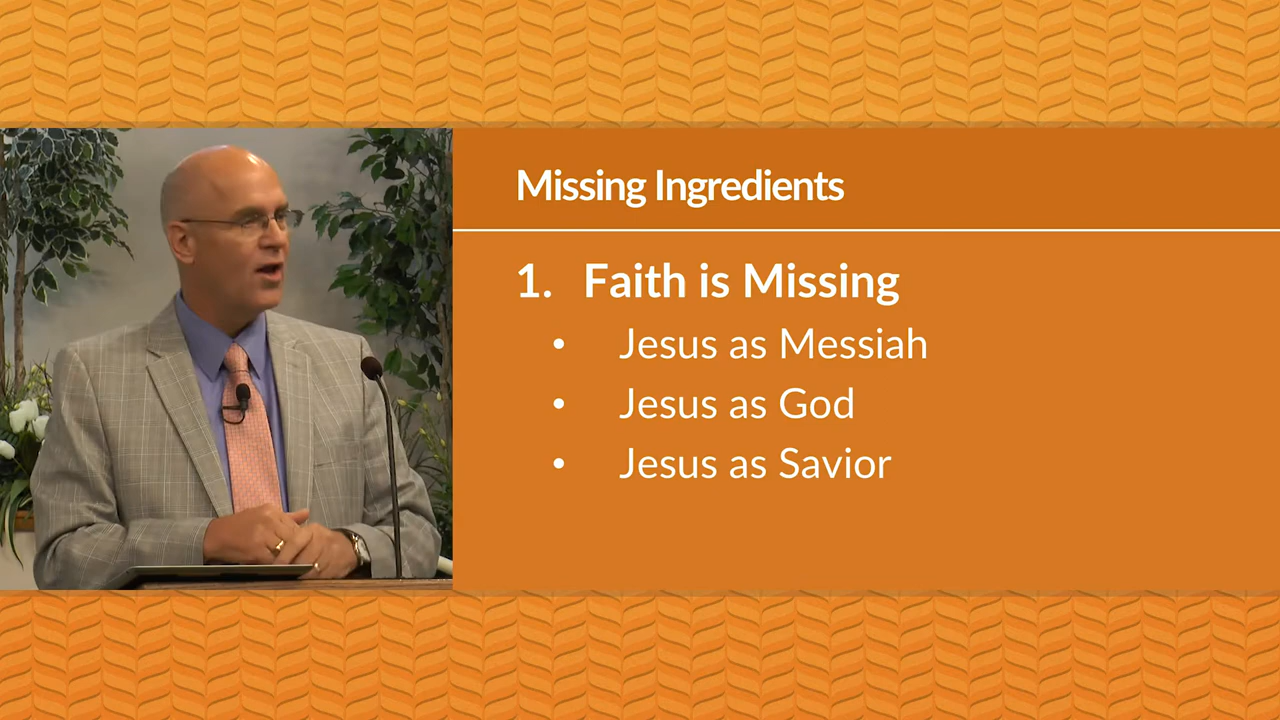 Missing Ingredients
1. Faith is Missing
• Jesus as Messiah
• Jesus as God
• Jesus as Savior